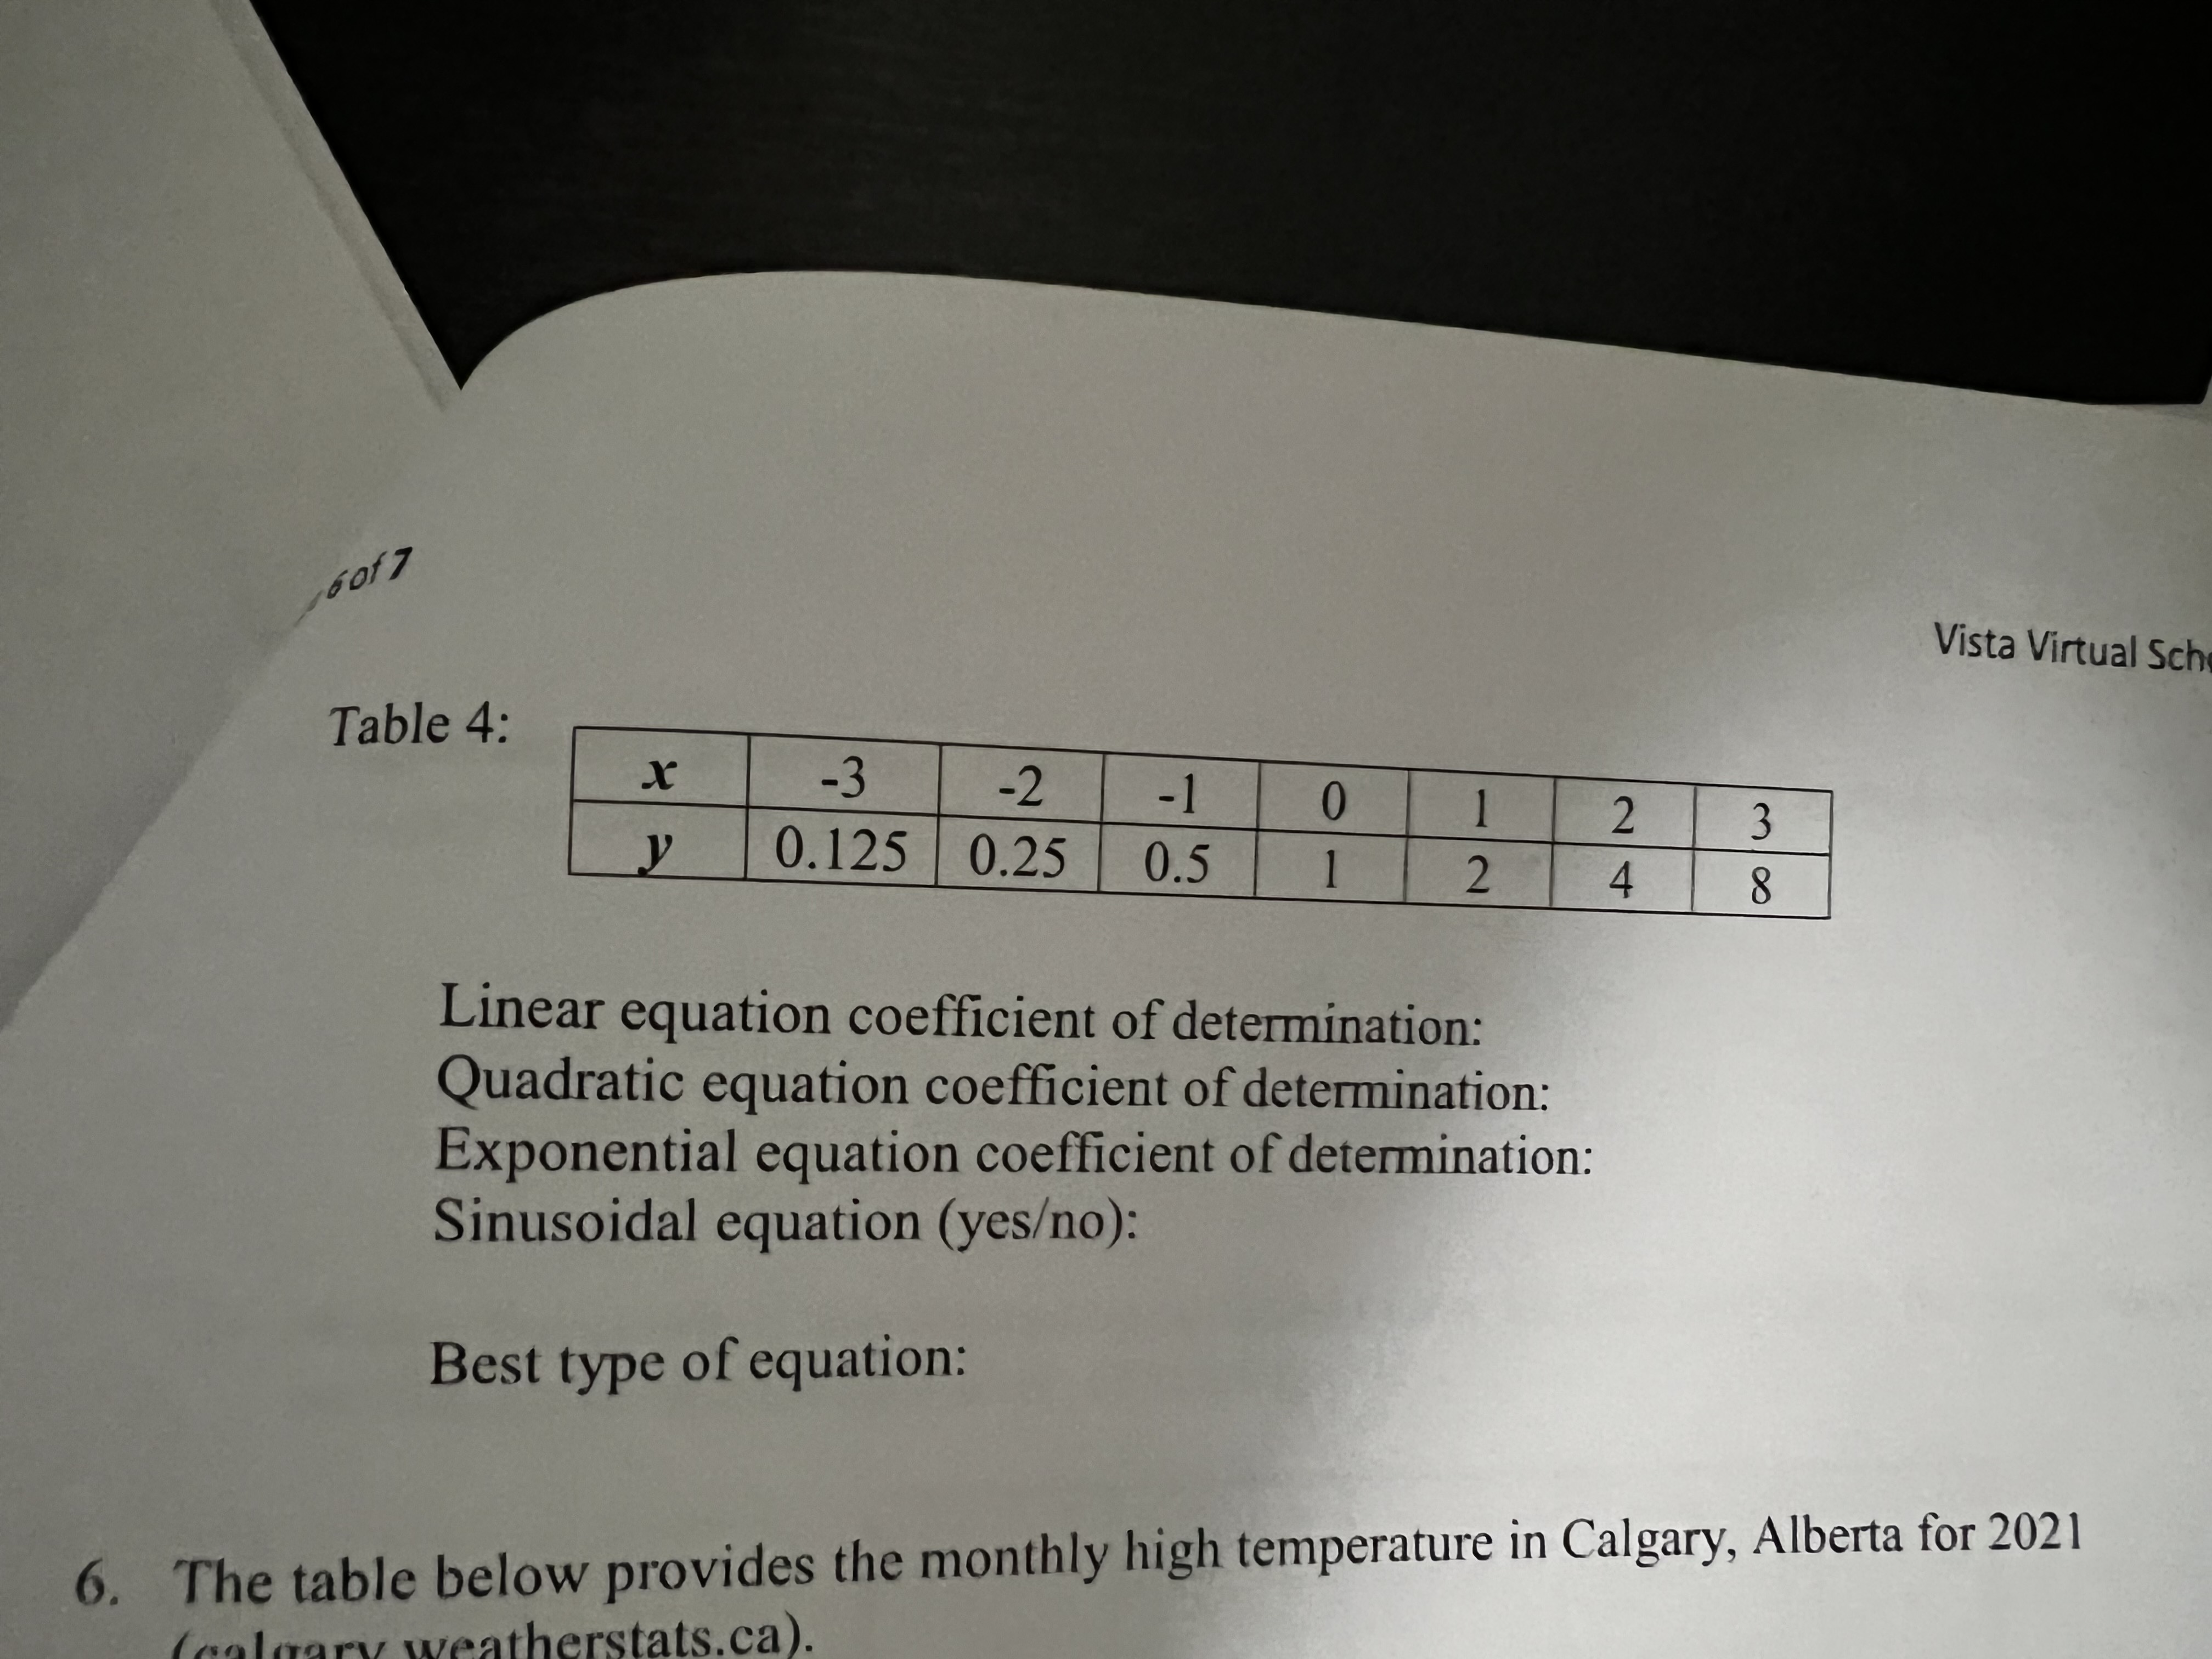 6 of 7
Vista Virtual
Table 4:
x -3 -2 -1 0 1 2 3
y 0.125 0.25 0.5 1 2 4 8
Linear equation coefficient of determination:
Quadratic equation coefficient of determination:
Exponential equation coefficient of determination:
Sinusoidal equation (yes/no):
Best type of equation:
6. The table below provides the monthly high temperature in Calgary, Alberta for 2021
(calgary.weatherstats.ca).